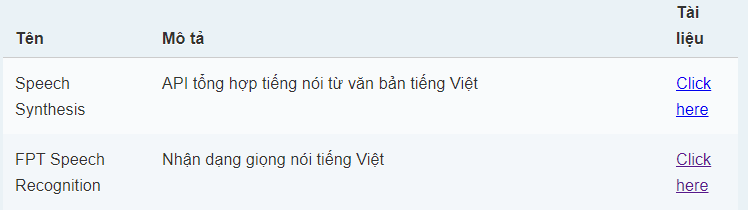 Tên Mô tả Tài liệu
Speech Synthesis API tổng hợp tiếng nói từ văn bản tiếng Việt Click here
FPT Speech Recognition Nhận dạng giọng nói tiếng Việt Click here